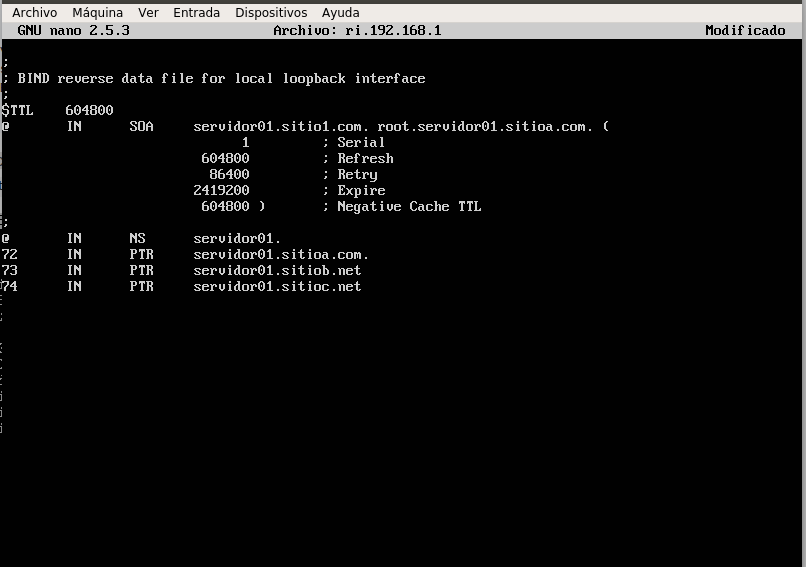 Archivo Máquina Ver Entrada Dispositivos Ayuda
GNU nano 2.5.3 Archivo: ri.192.168.1 Modificado
;
; BIND reverse data file for local loopback interface
;
$TTL 604800
@ IN SOA servidor01.sitio1.com. root.servidor01.sitioa.com. (
1 ; Serial
604800 ; Refresh
86400 ; Retry
2419200 ; Expire
604800 ) ; Negative Cache TTL
;
@ IN NS servidor01.
72 IN PTR servidor01.sitioa.com.
73 IN PTR servidor01.sitiob.net
74 IN PTR servidor01.sitioc.net